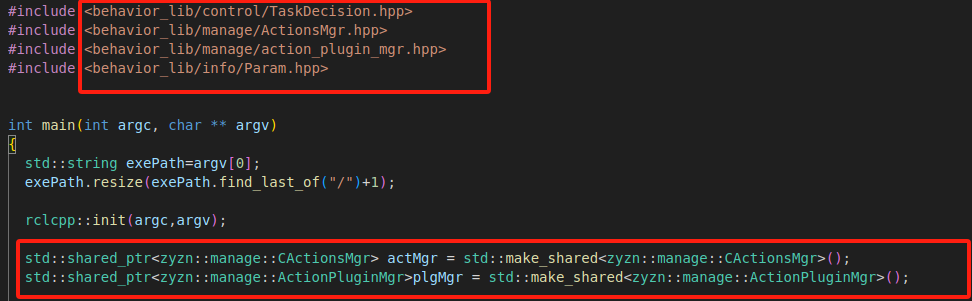 #include <behavior_lib/control/TaskDecision.hpp>
#include <behavior_lib/manage/ActionsMgr.hpp>
#include <behavior_lib/manage/action_plugin_mgr.hpp>
#include <behavior_lib/info/Param.hpp>
int main(int argc, char ** argv)
{
std::string exePath=argv[0];
exePath.resize(exePath.find_last_of("/")+1);
rclcpp::init(argc,argv);
std::shared_ptr<zyzn::manage::CActionsMgr> actMgr = std::make_shared<zyzn::manage::CActionsMgr>();
std::shared_ptr<zyzn::manage::ActionPluginMgr>plgMgr = std::make_shared<zyzn::manage::ActionPluginMgr>();